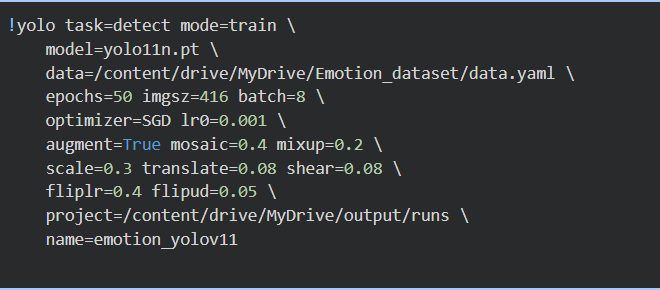 !yolo task=detect mode=train \
model=yolo11n.pt \
data=/content/drive/MyDrive/Emotion_dataset/data.yaml \
epochs=50 imgsz=416 batch=8 \
optimizer=SGD lr0=0.001 \
augment=True mosaic=0.4 mixup=0.2 \
scale=0.3 translate=0.08 shear=0.08 \
fliplr=0.4 flipud=0.05 \
project=/content/drive/MyDrive/output/runs \
name=emotion_yolov11